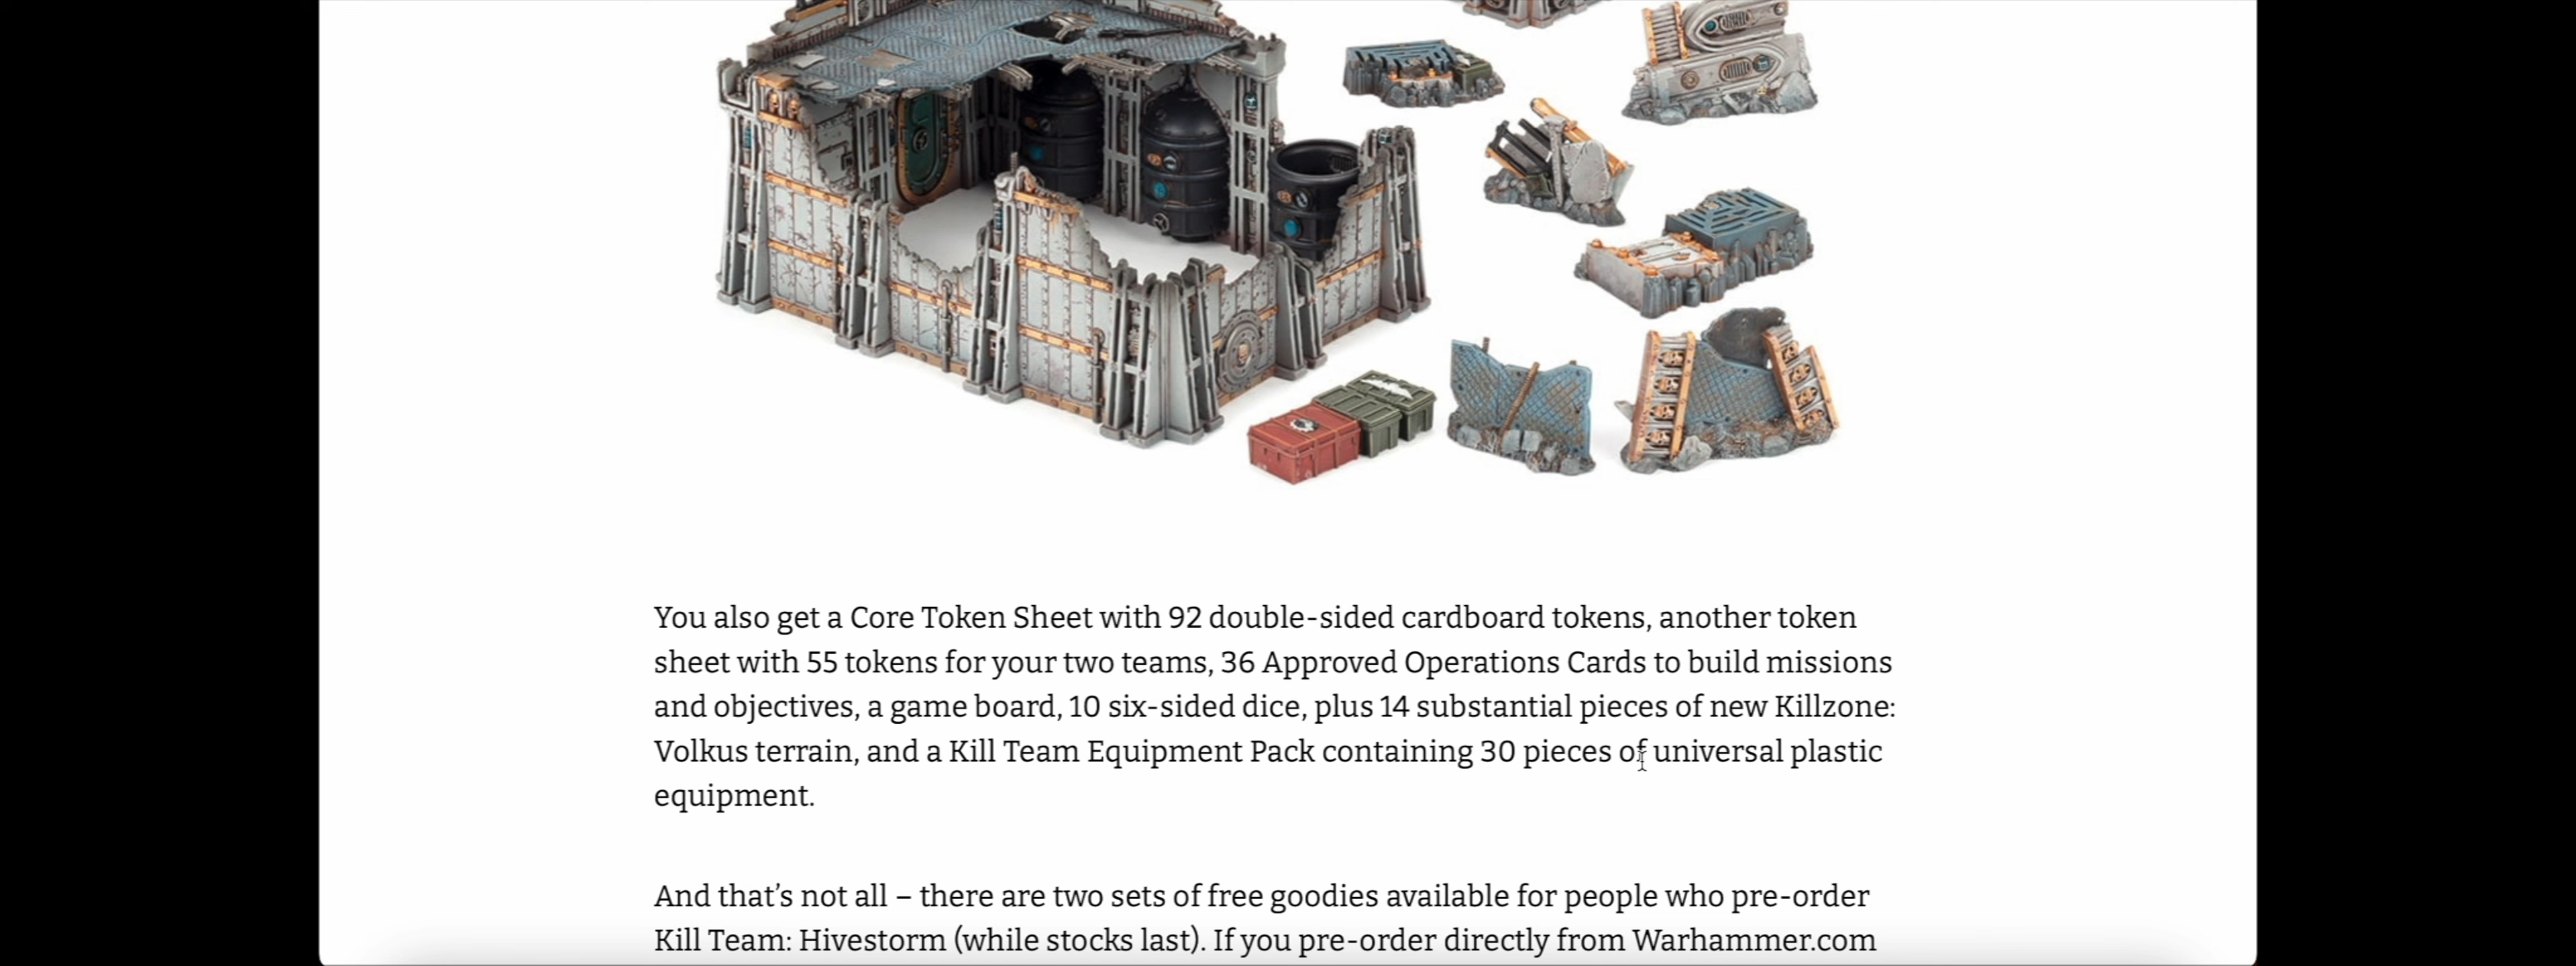 You also get a Core Token Sheet with 92 double-sided cardboard tokens, another token
sheet with 55 tokens for your two teams, 36 Approved Operations Cards to build missions
and objectives, a game board, 10 six-sided dice, plus 14 substantial pieces of new Killzone:
Volkus terrain, and a Kill Team Equipment Pack containing 30 pieces of universal plastic
equipment.
And that’s not all – there are two sets of free goodies available for people who pre-order
Kill Team: Hivestorm (while stocks last). If you pre-order directly from Warhammer.com